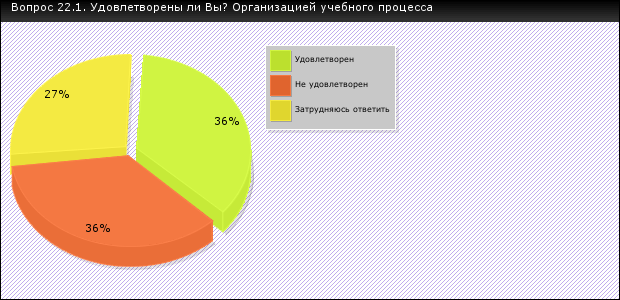 Вопрос 22.1. Удовлетворены ли Вы? Организацией учебного процесса
27%
36%
36%
Удовлетворен
Не удовлетворен
Затрудняюсь ответить